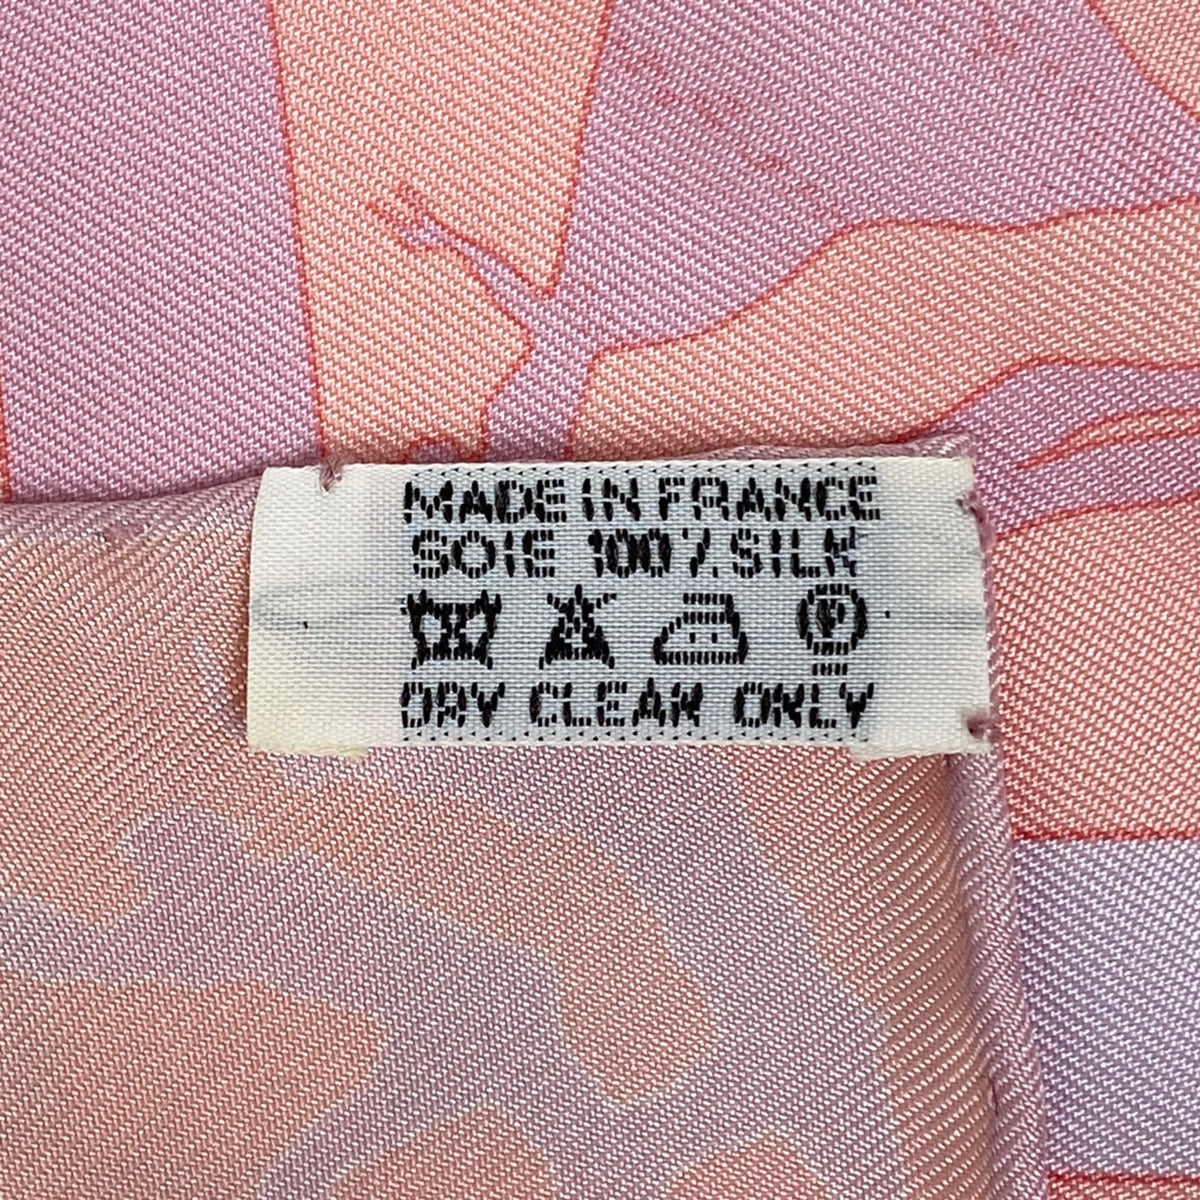 MADE IN FRANCE
SOIE 100% SILK
P
DRY CLEAN ONLY